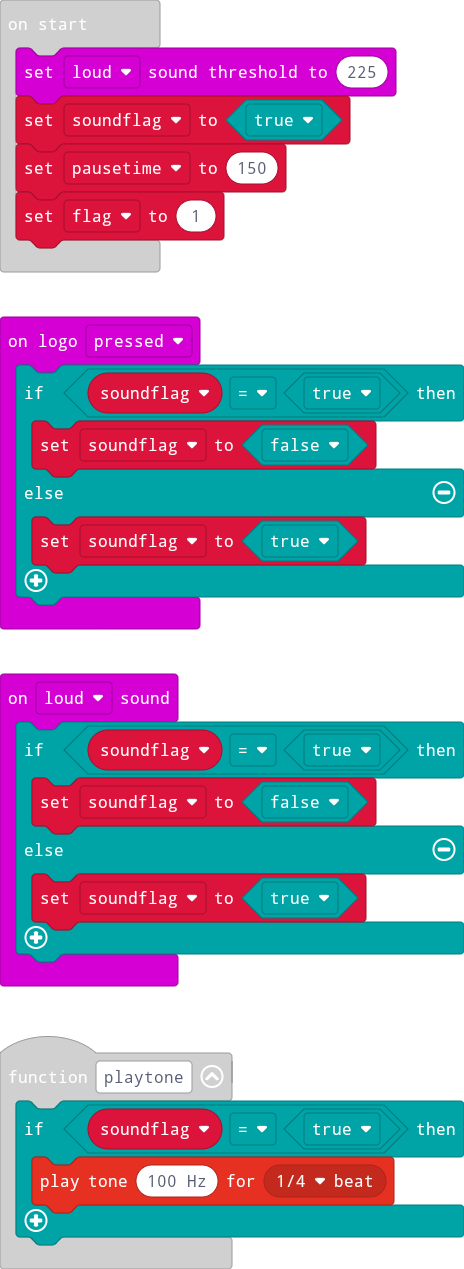 on start
set loud sound threshold to 225
set soundflag to true
set pausetime to 150
set flag to 1
on logo pressed
if soundflag = true then
set soundflag to false
else
set soundflag to true
on loud sound
if soundflag = true then
set soundflag to false
else
set soundflag to true
function playtone
if soundflag = true then
play tone 100 Hz for 1/4 beat